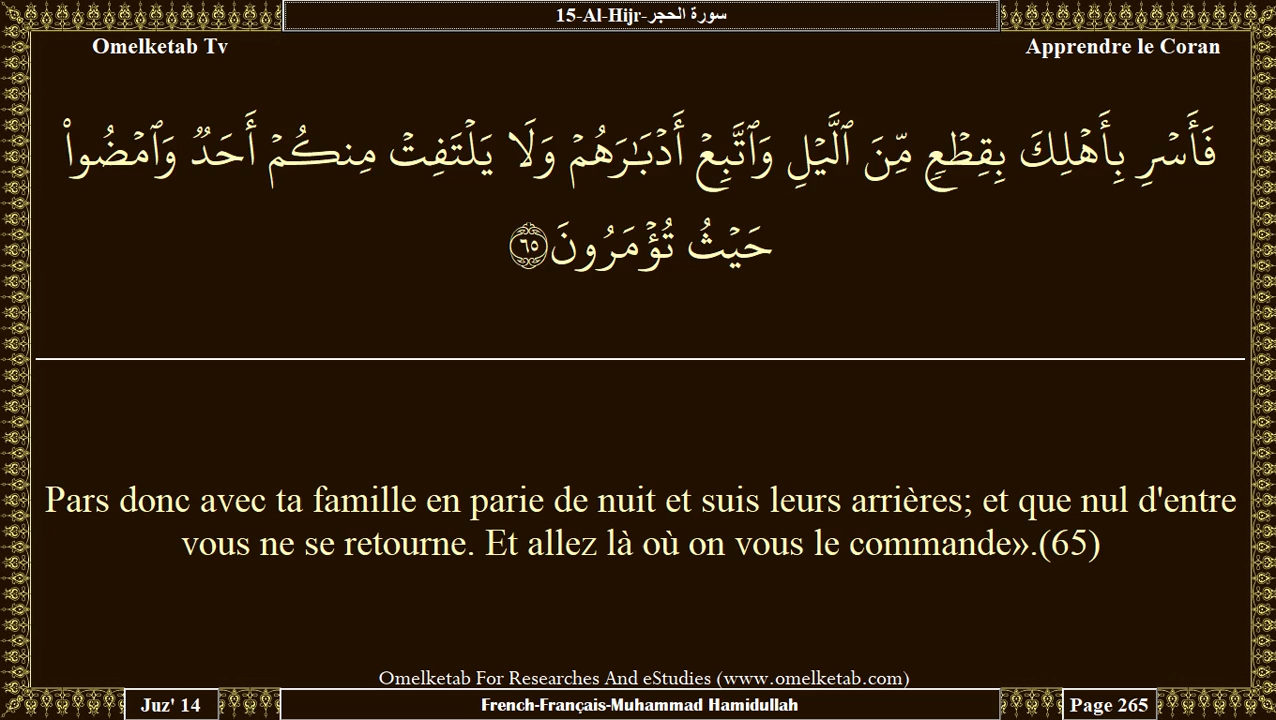 15-Al-Hijr-سورة الحجر
Omelketab Tv
Apprendre le Coran
فَأَسۡرِ بِأَهۡلِكَ بِقِطۡعٖ مِّنَ ٱلَّيۡلِ وَٱتَّبِعۡ أَدۡبَٰرَهُمۡ وَلَا يَلۡتَفِتۡ مِنكُمۡ أَحَدٞ وَٱمۡضُواْ
حَيۡثُ تُؤۡمَرُونَ ٦٥
Pars donc avec ta famille en parie de nuit et suis leurs arrières; et que nul d'entre
vous ne se retourne. Et allez là où on vous le commande».(65)
Omelketab For Researches And eStudies (www.omelketab.com)
Juz' 14
French-Français-Muhammad Hamidullah
Page 265